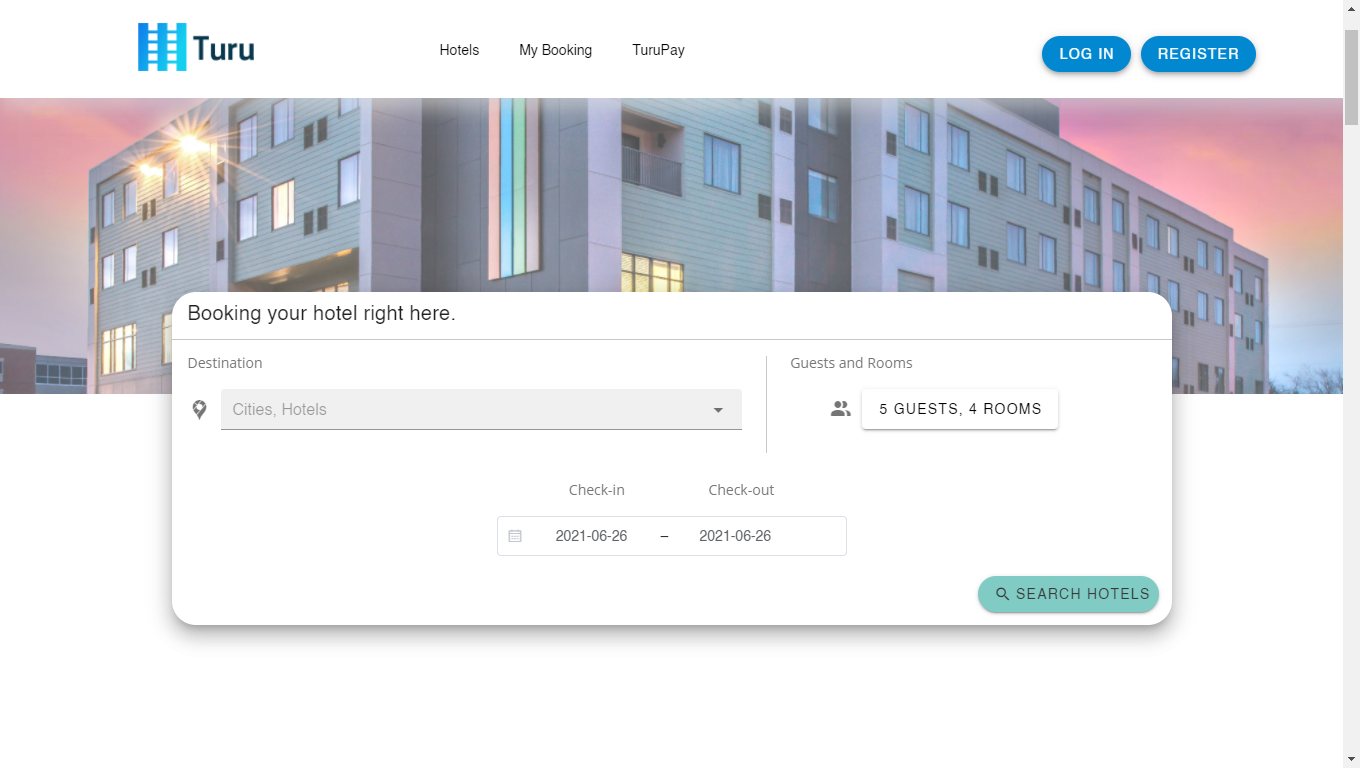 Turu
Hotels
My Booking
TuruPay
LOG IN
REGISTER
Booking your hotel right here.
Destination
Guests and Rooms
Cities, Hotels
5 GUESTS, 4 ROOMS
Check-in
Check-out
2021-06-26 – 2021-06-26
SEARCH HOTELS